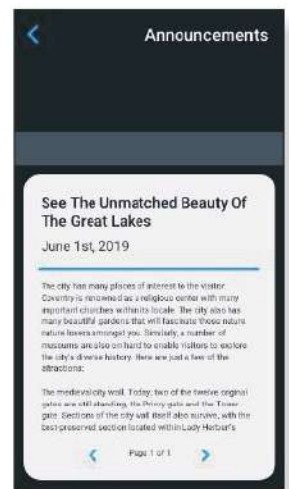 Announcements
See The Unmatched Beauty Of
The Great Lakes
June 1st, 2019
The city has many places of interest to the visitor.
Coventry is renowned as a religious center with many
important churches within its locale. The city also has
many beautiful gardens that will fascinate those nature
nature lovers amongst you. Similarly, a number of
museums are also on hand to enable visitors to explore
the city's diverse history. Here are just a few of the
attractions:
The medieval city wall. Today, two of the twelve original
gates are still standing, the Priory gate and the Tower
gate. Sections of the city wall itself also survive, with the
best-preserved section located within Lady Herbert's
Page 1 of 1